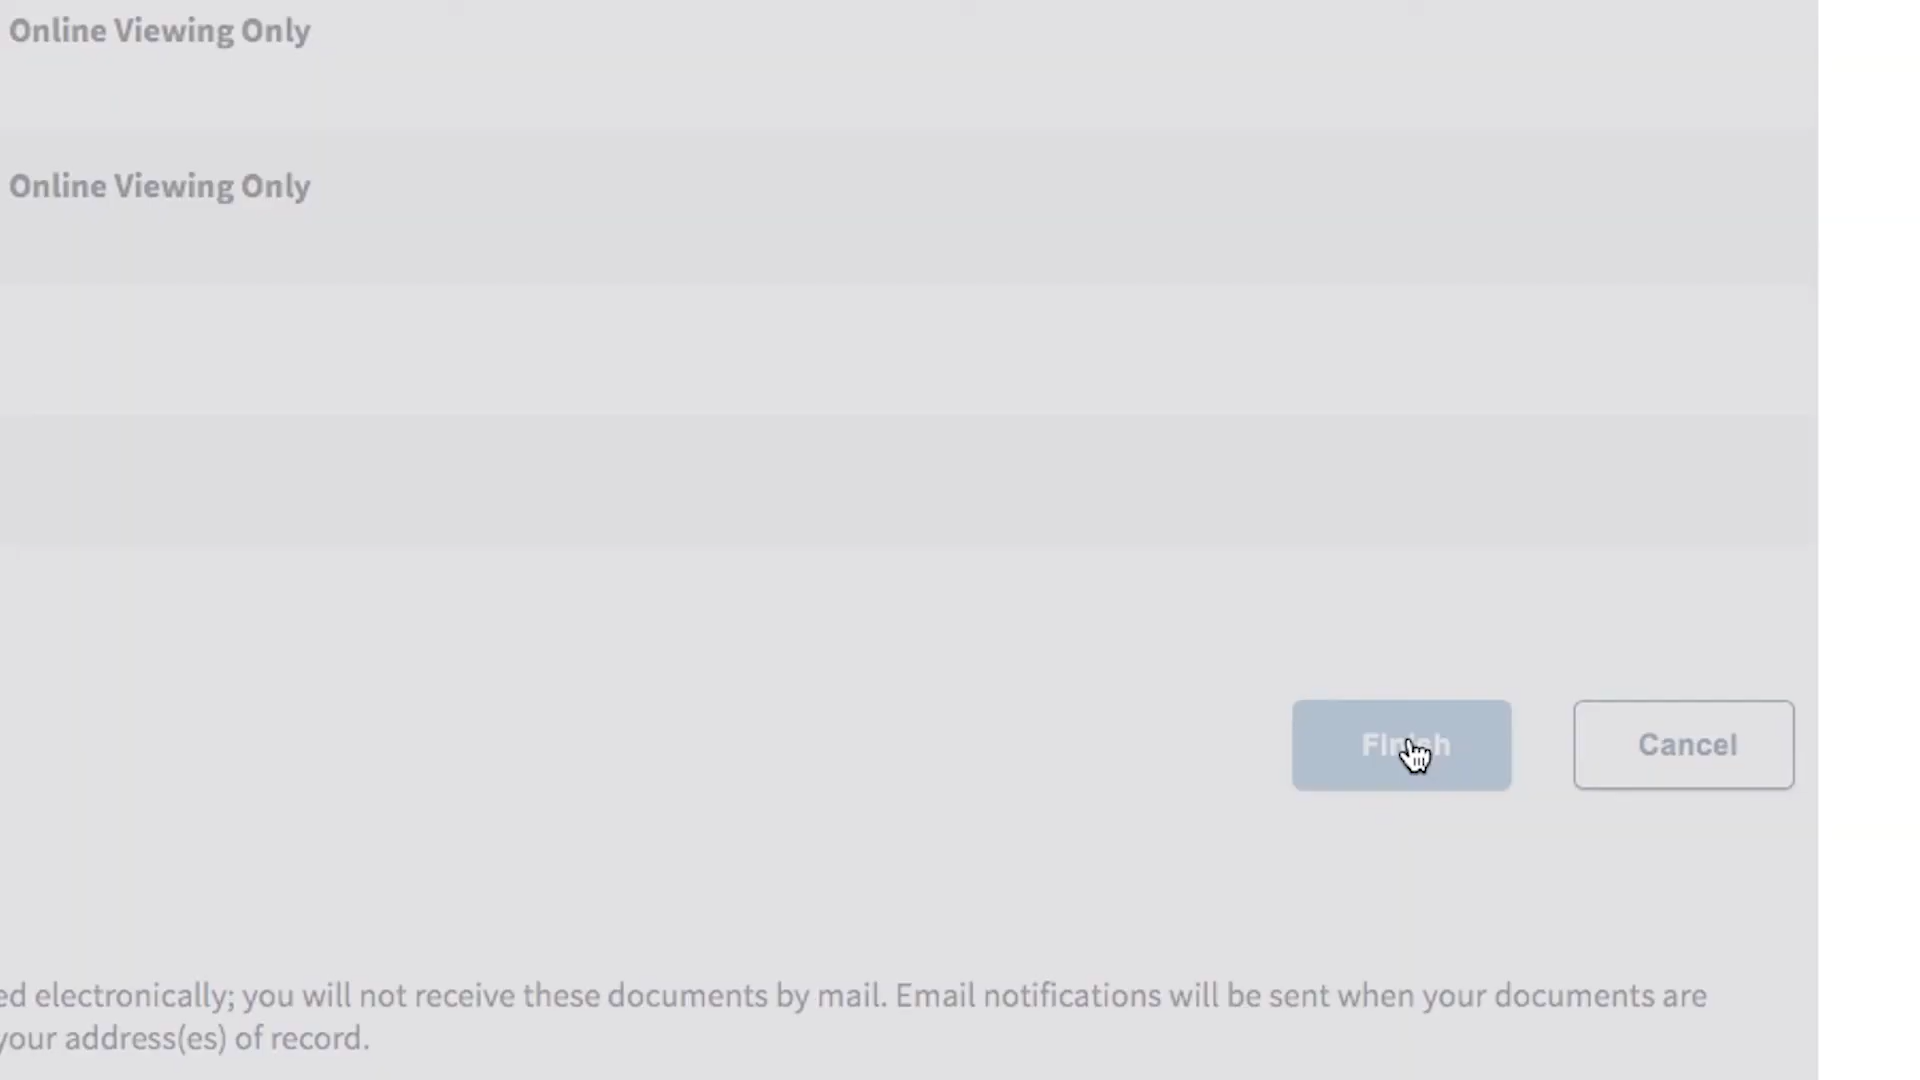 Online Viewing Only
Online Viewing Only
Finish
Cancel
ed electronically; you will not receive these documents by mail. Email notifications will be sent when your documents are
your address(es) of record.